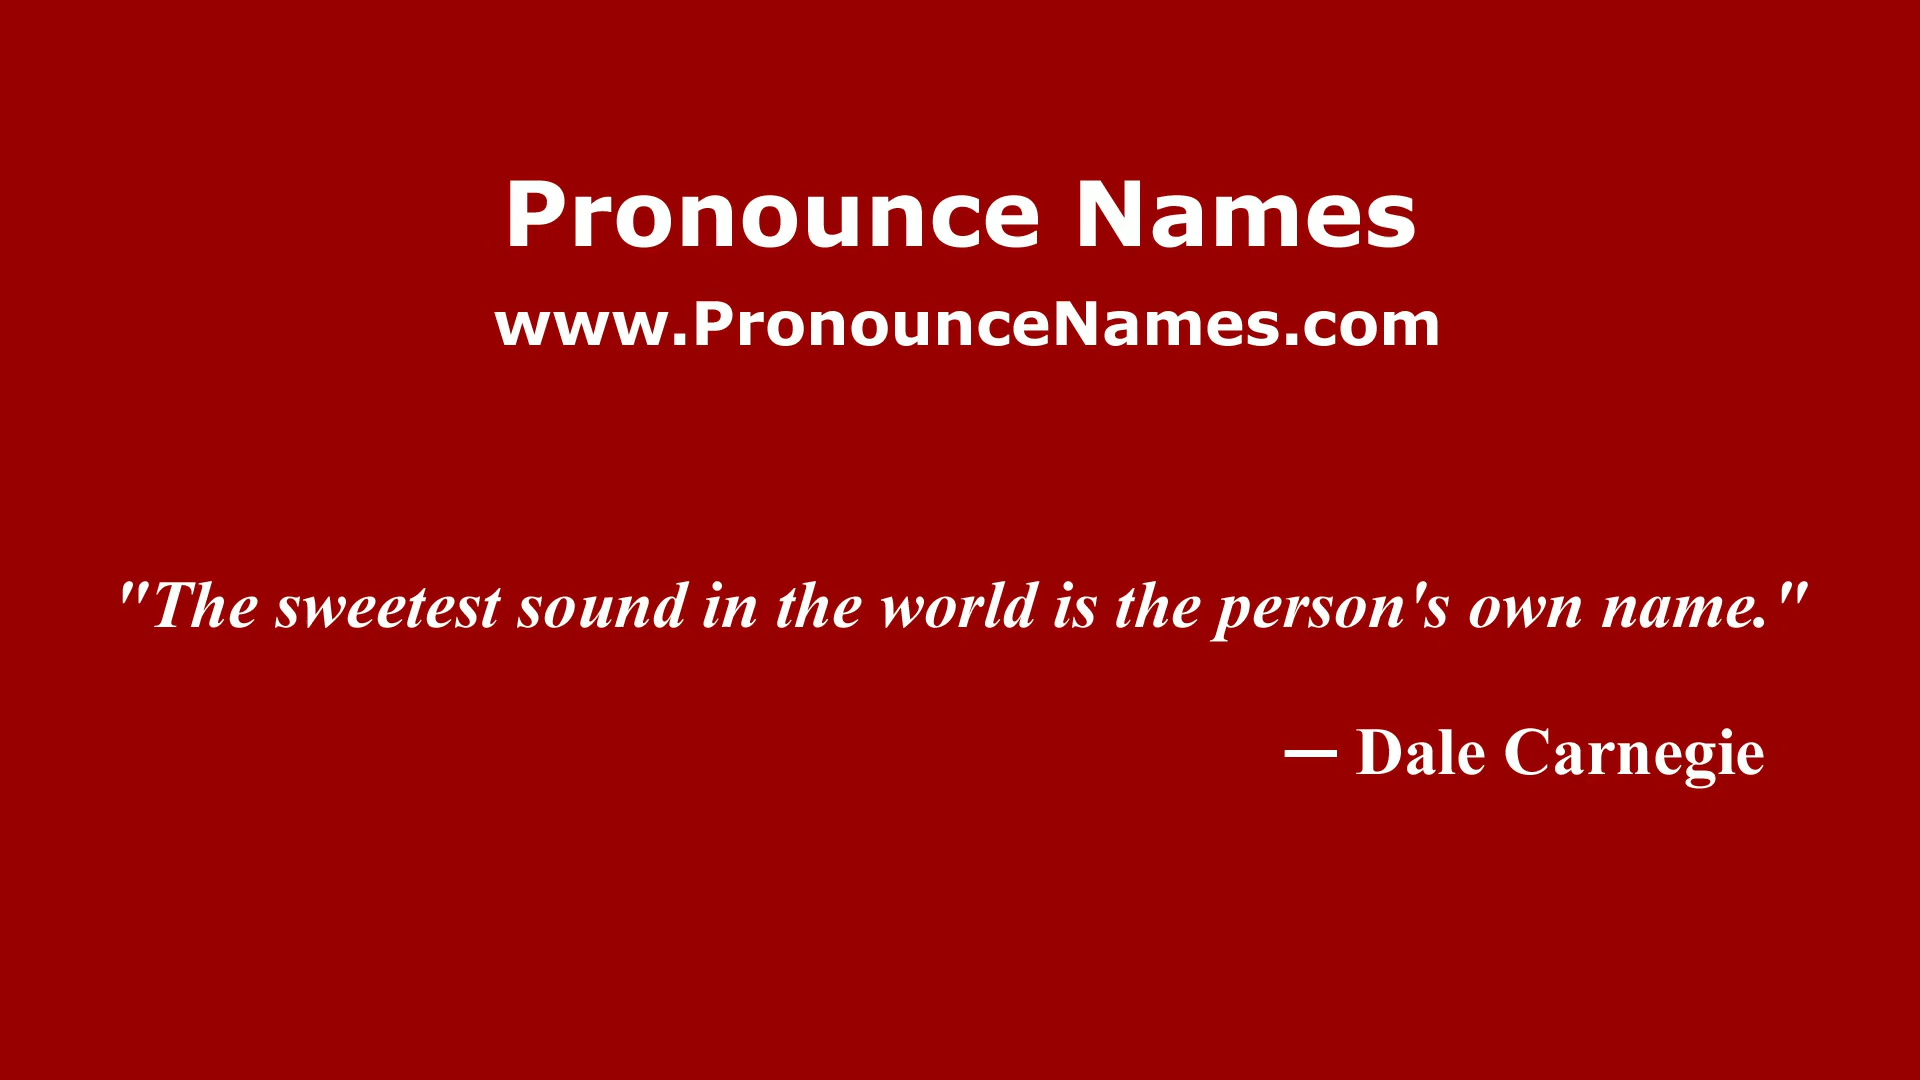 Pronounce Names
www.PronounceNames.com
"The sweetest sound in the world is the person's own name."
— Dale Carnegie